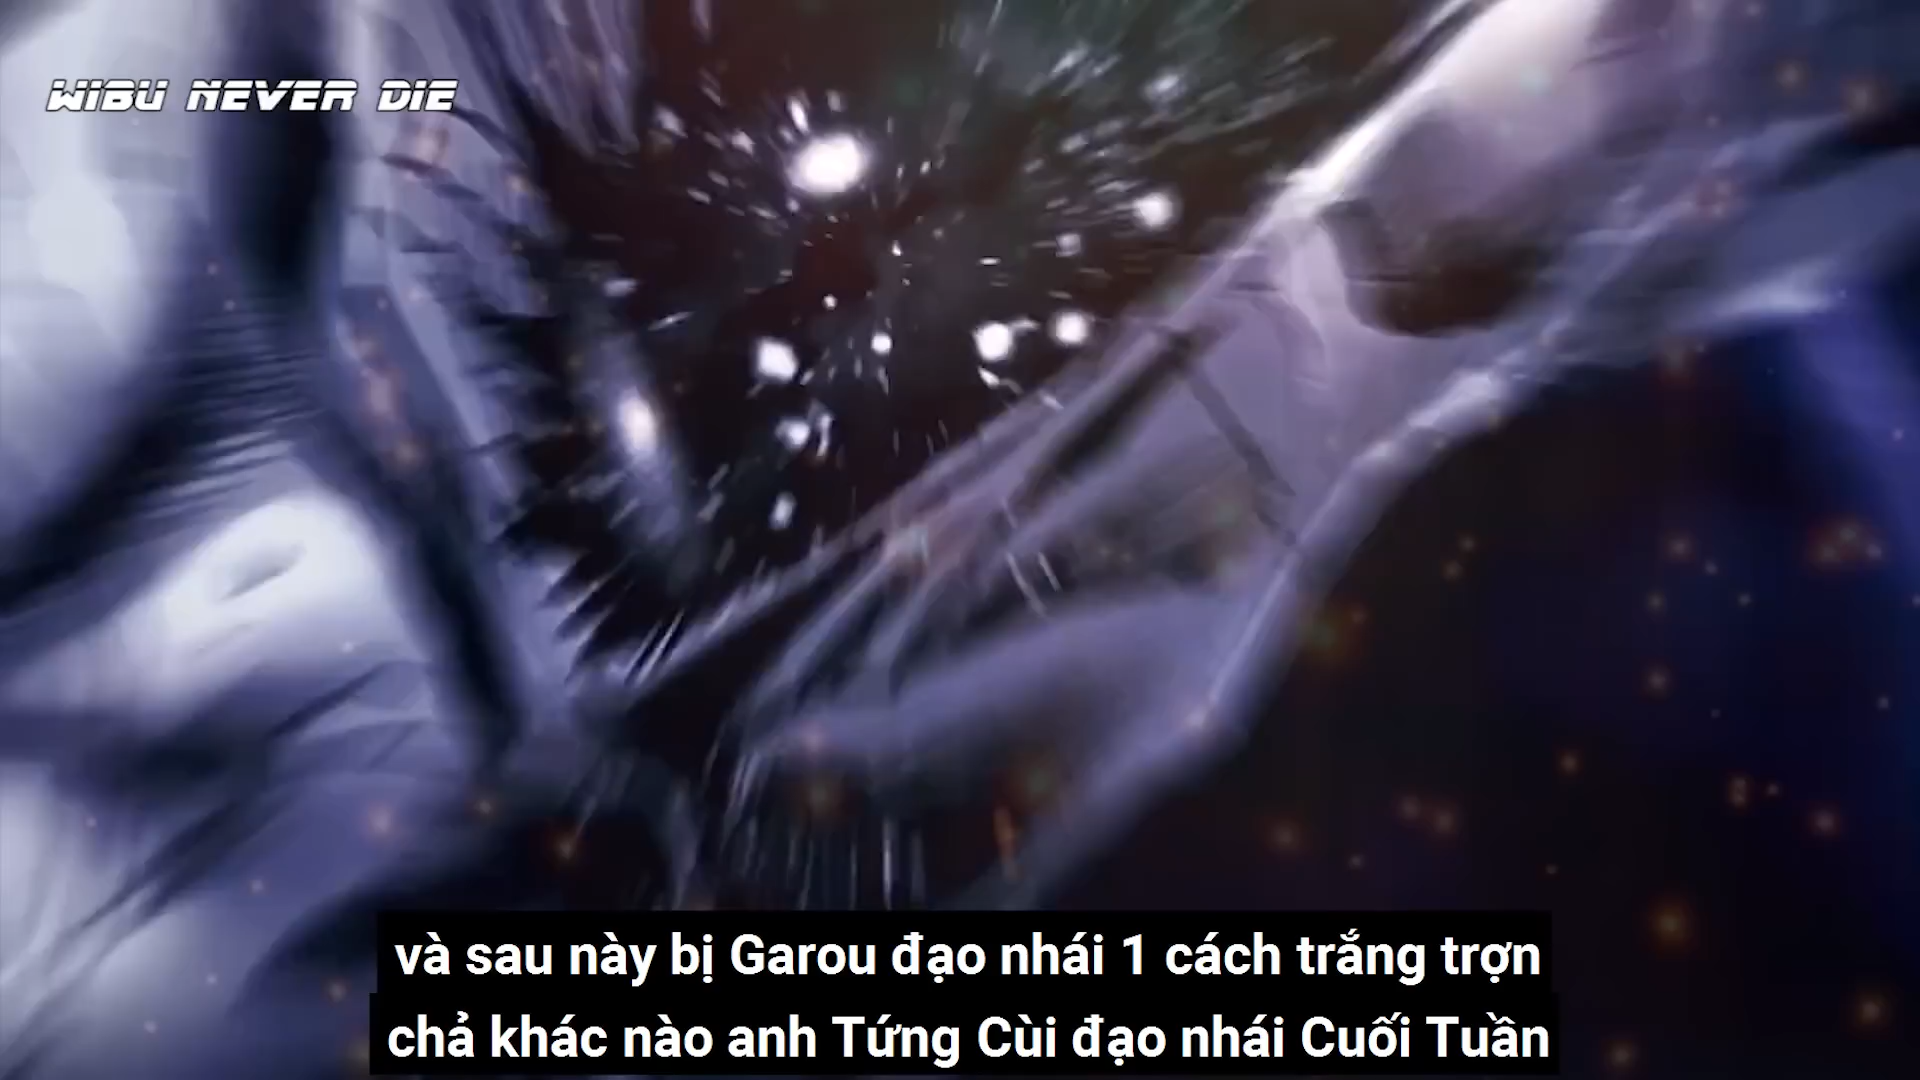 WIBU NEVER DIE
và sau này bị Garou đạo nhái 1 cách trắng trợn
chả khác nào anh Tứng Cùi đạo nhái Cuối Tuần